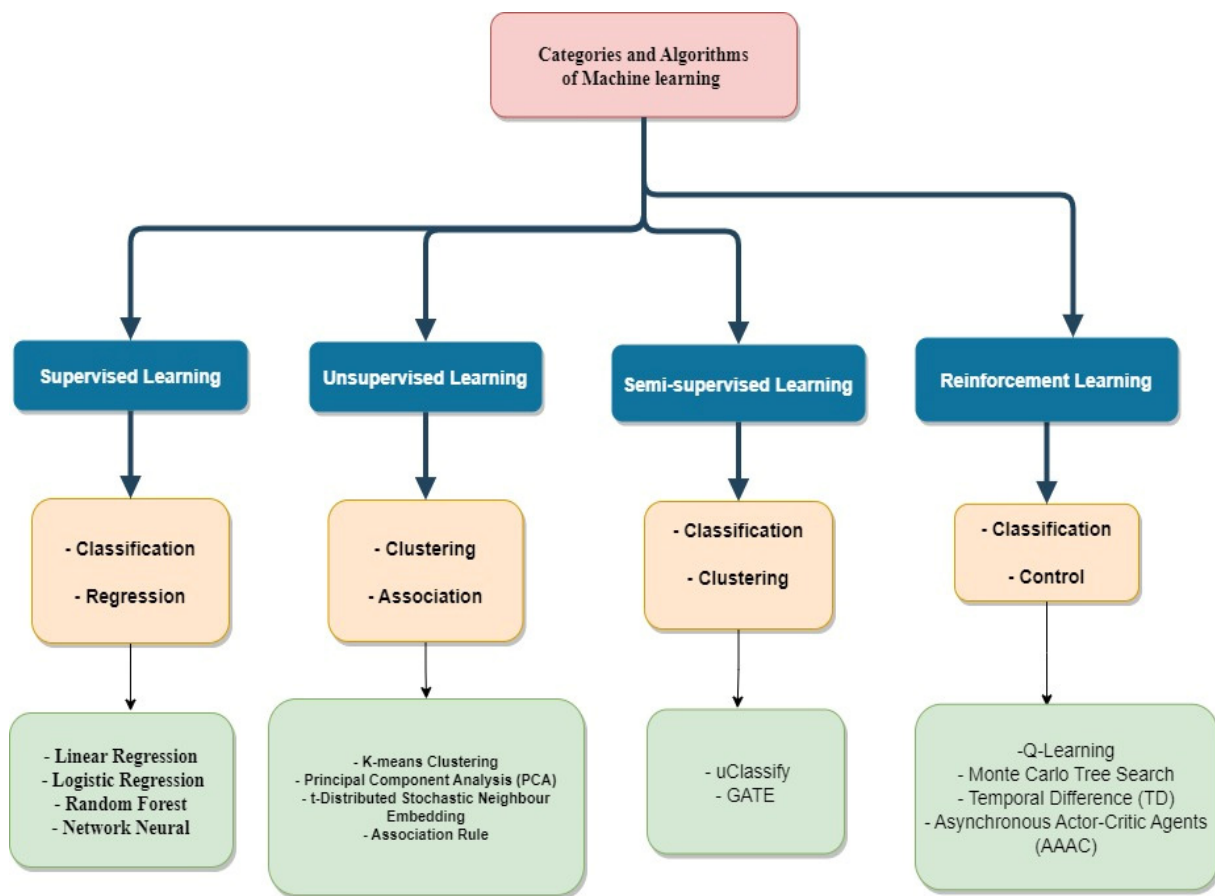 Categories and Algorithms
of Machine learning
Supervised Learning
Unsupervised Learning
Semi-supervised Learning
Reinforcement Learning
- Classification
- Regression
- Clustering
- Association
- Classification
- Clustering
- Classification
- Control
- Linear Regression
- Logistic Regression
- Random Forest
- Network Neural
- K-means Clustering
- Principal Component Analysis (PCA)
- t-Distributed Stochastic Neighbour
Embedding
- Association Rule
- uClassify
- GATE
-Q-Learning
- Monte Carlo Tree Search
- Temporal Difference (TD)
- Asynchronous Actor-Critic Agents
(AAAC)